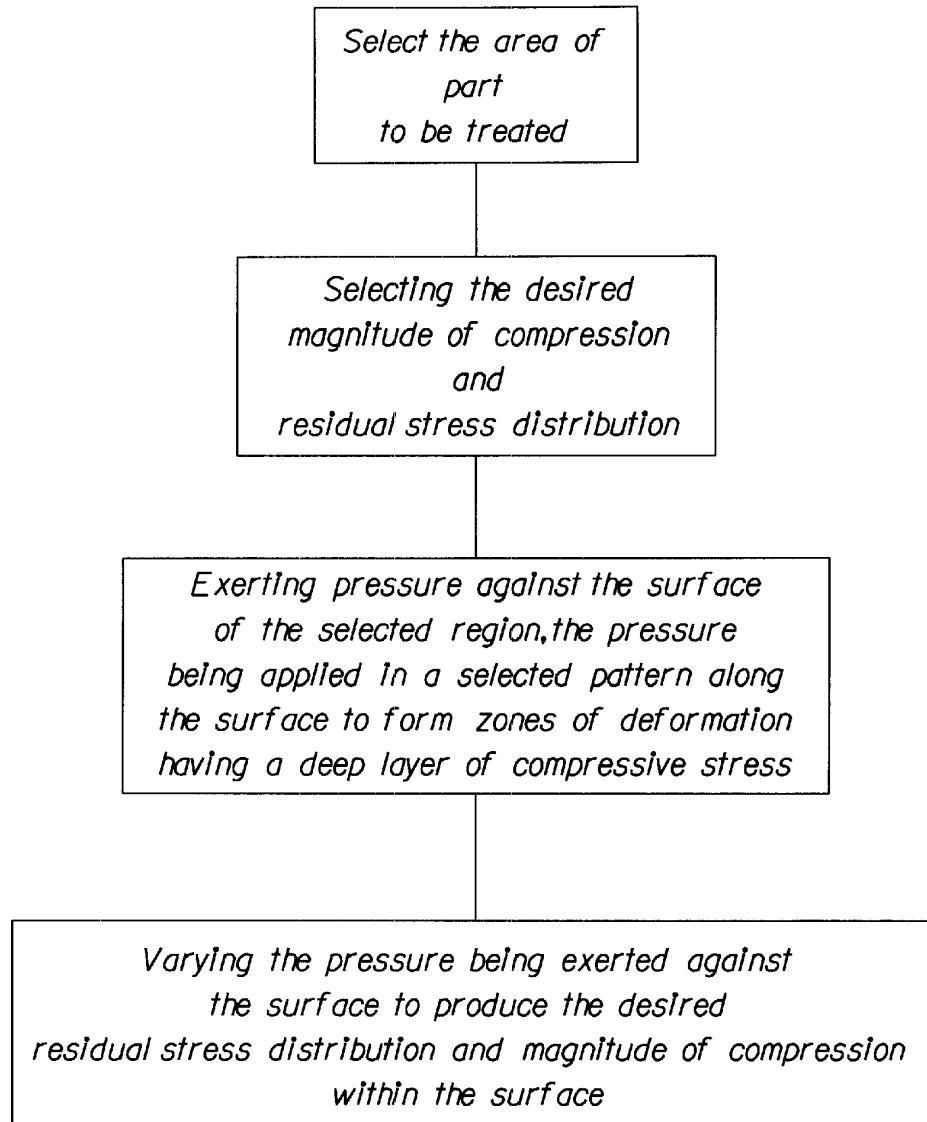 Select the area of
part
to be treated
Selecting the desired
magnitude of compression
and
residual stress distribution
Exerting pressure against the surface
of the selected region, the pressure
being applied in a selected pattern along
the surface to form zones of deformation
having a deep layer of compressive stress
Varying the pressure being exerted against
the surface to produce the desired
residual stress distribution and magnitude of compression
within the surface